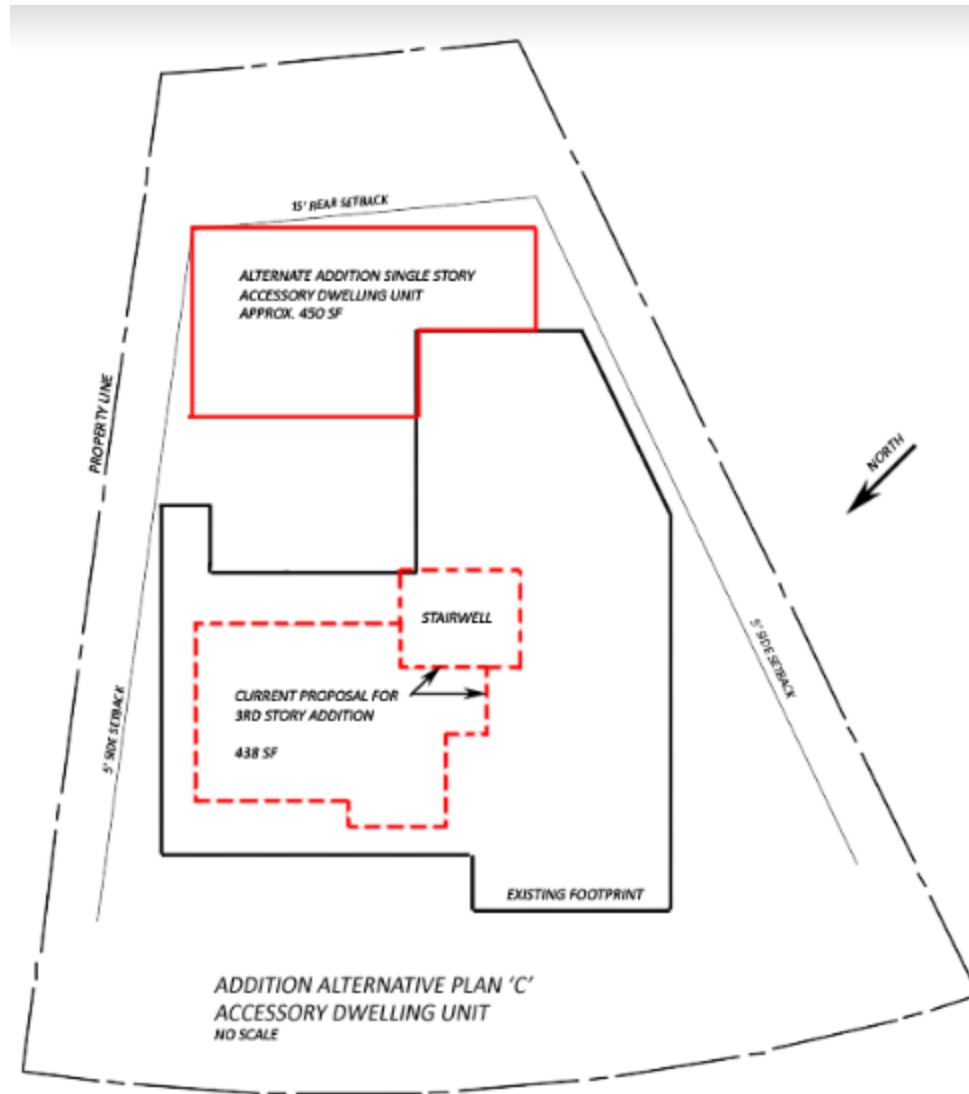 15' REAR SETBACK
ALTERNATE ADDITION SINGLE STORY
ACCESSORY DWELLING UNIT
APPROX. 450 SF
PROPERTY LINE
NORTH
STAIRWELL
5' SIDE SETBACK
CURRENT PROPOSAL FOR
3RD STORY ADDITION
438 SF
5' SIDE SETBACK
EXISTING FOOTPRINT
ADDITION ALTERNATIVE PLAN ‘C’
ACCESSORY DWELLING UNIT
NO SCALE